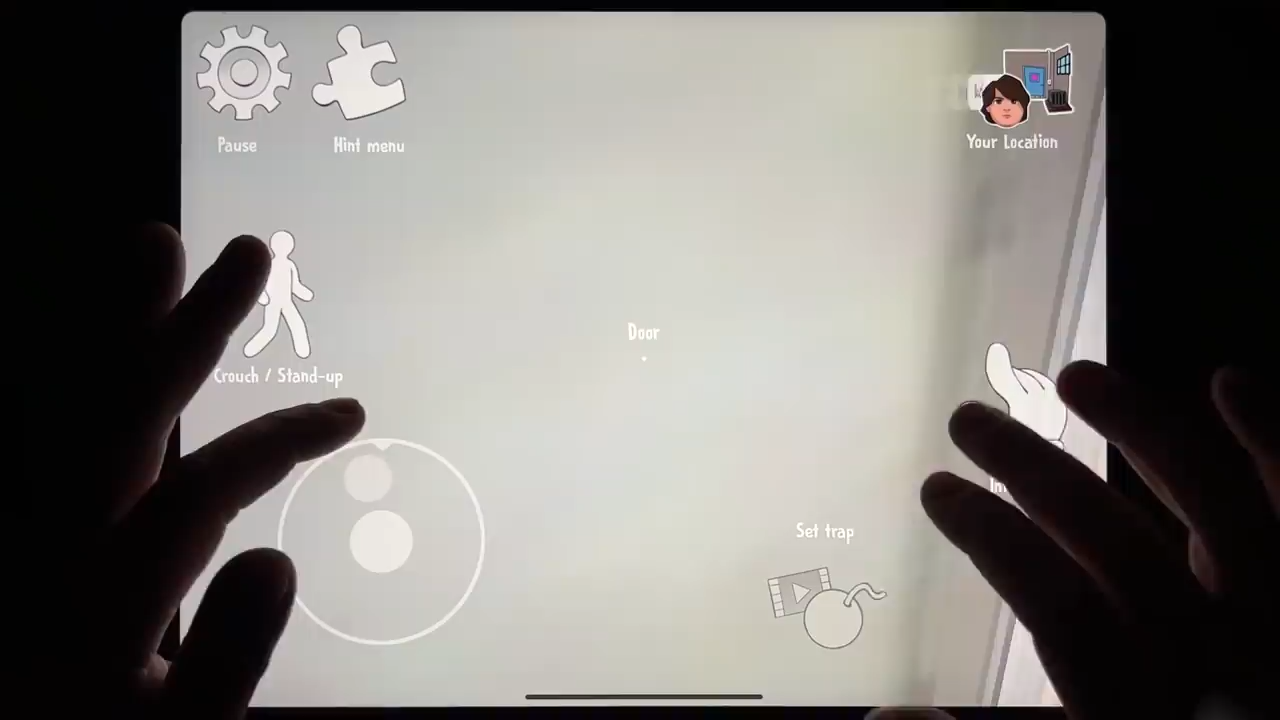 Pause
Hint menu
Your Location
Door
Crouch / Stand-up
Set trap